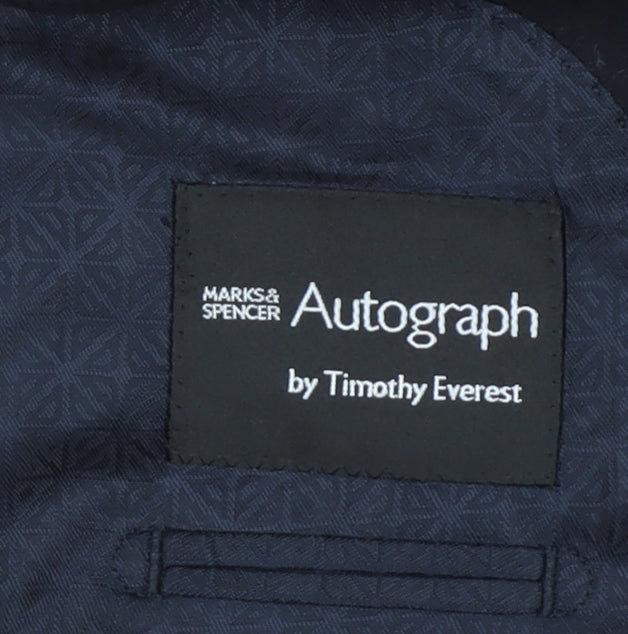 MARKS&
SPENCER Autograph
by Timothy Everest